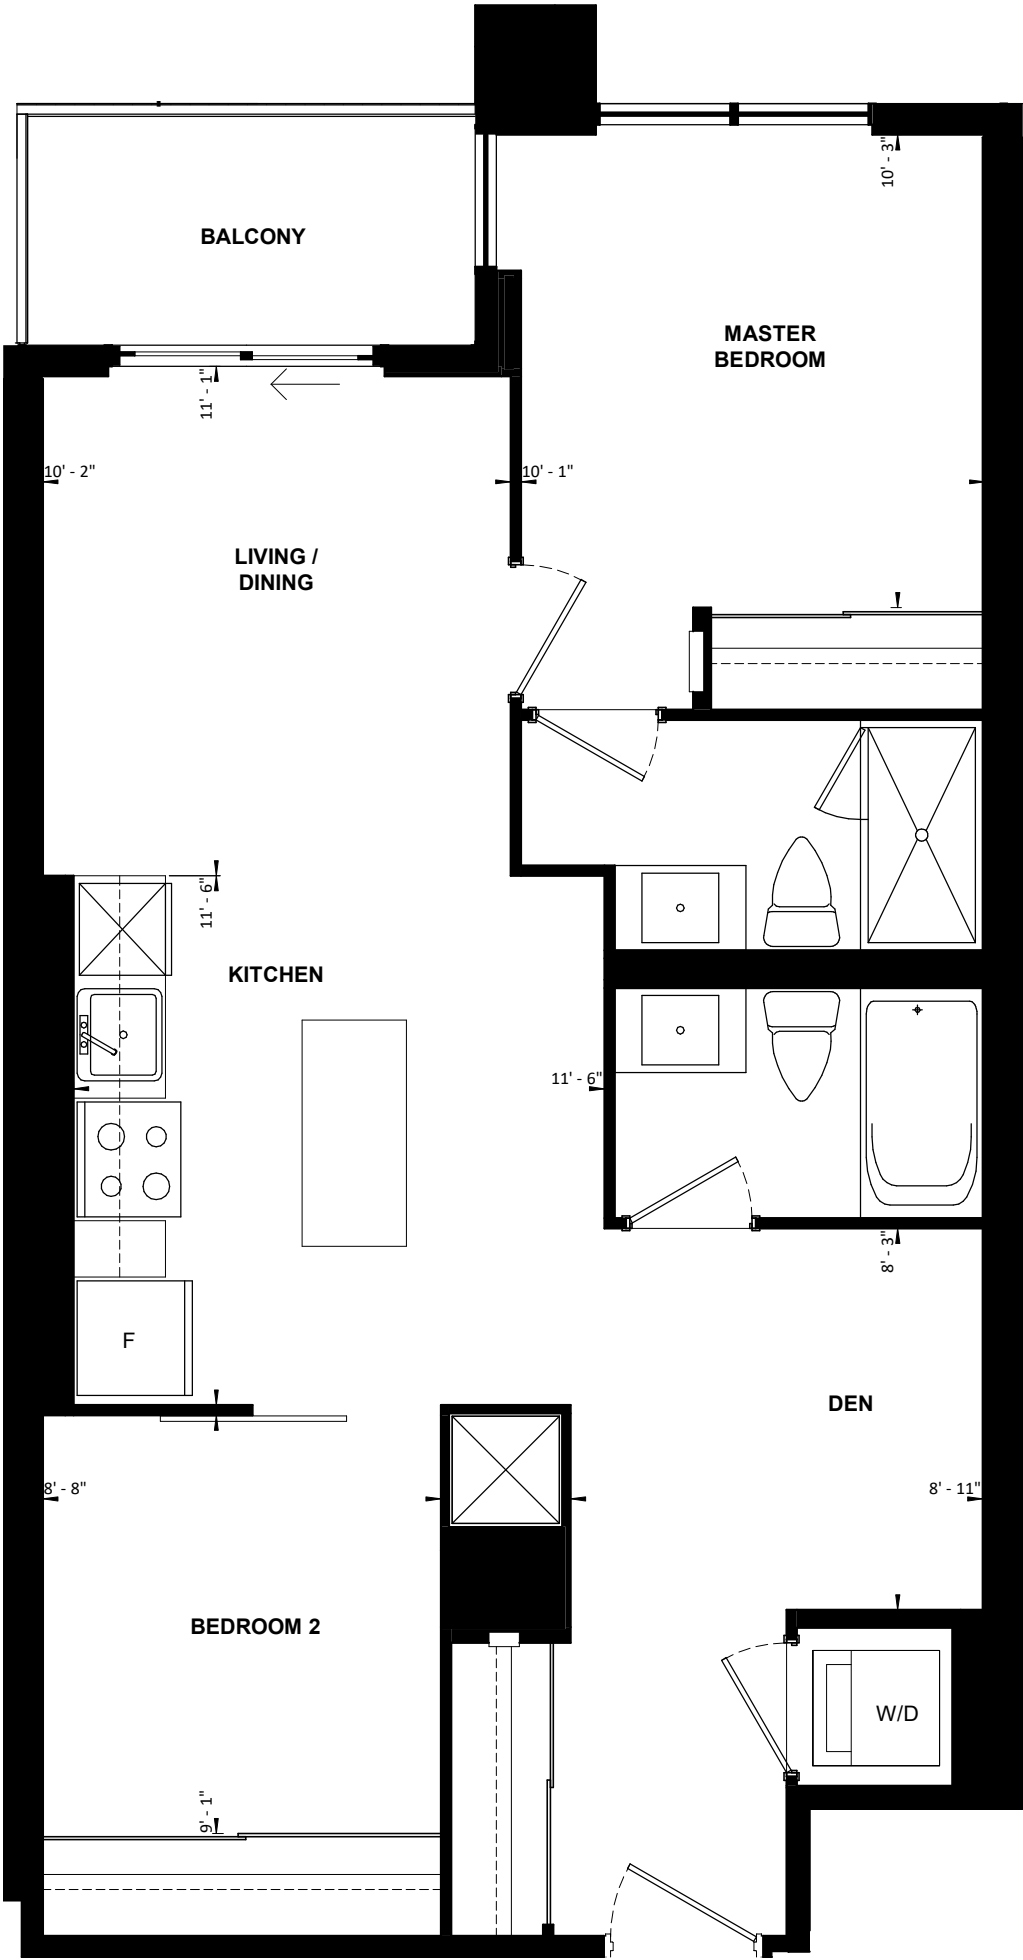 10' - 3"
BALCONY
MASTER
BEDROOM
11' - 1"
10' - 2"
10' - 1"
LIVING /
DINING
11' - 6"
KITCHEN
11' - 6"
8' - 3"
F
DEN
8' - 8"
8' - 11"
BEDROOM 2
W/D
9' - 1"